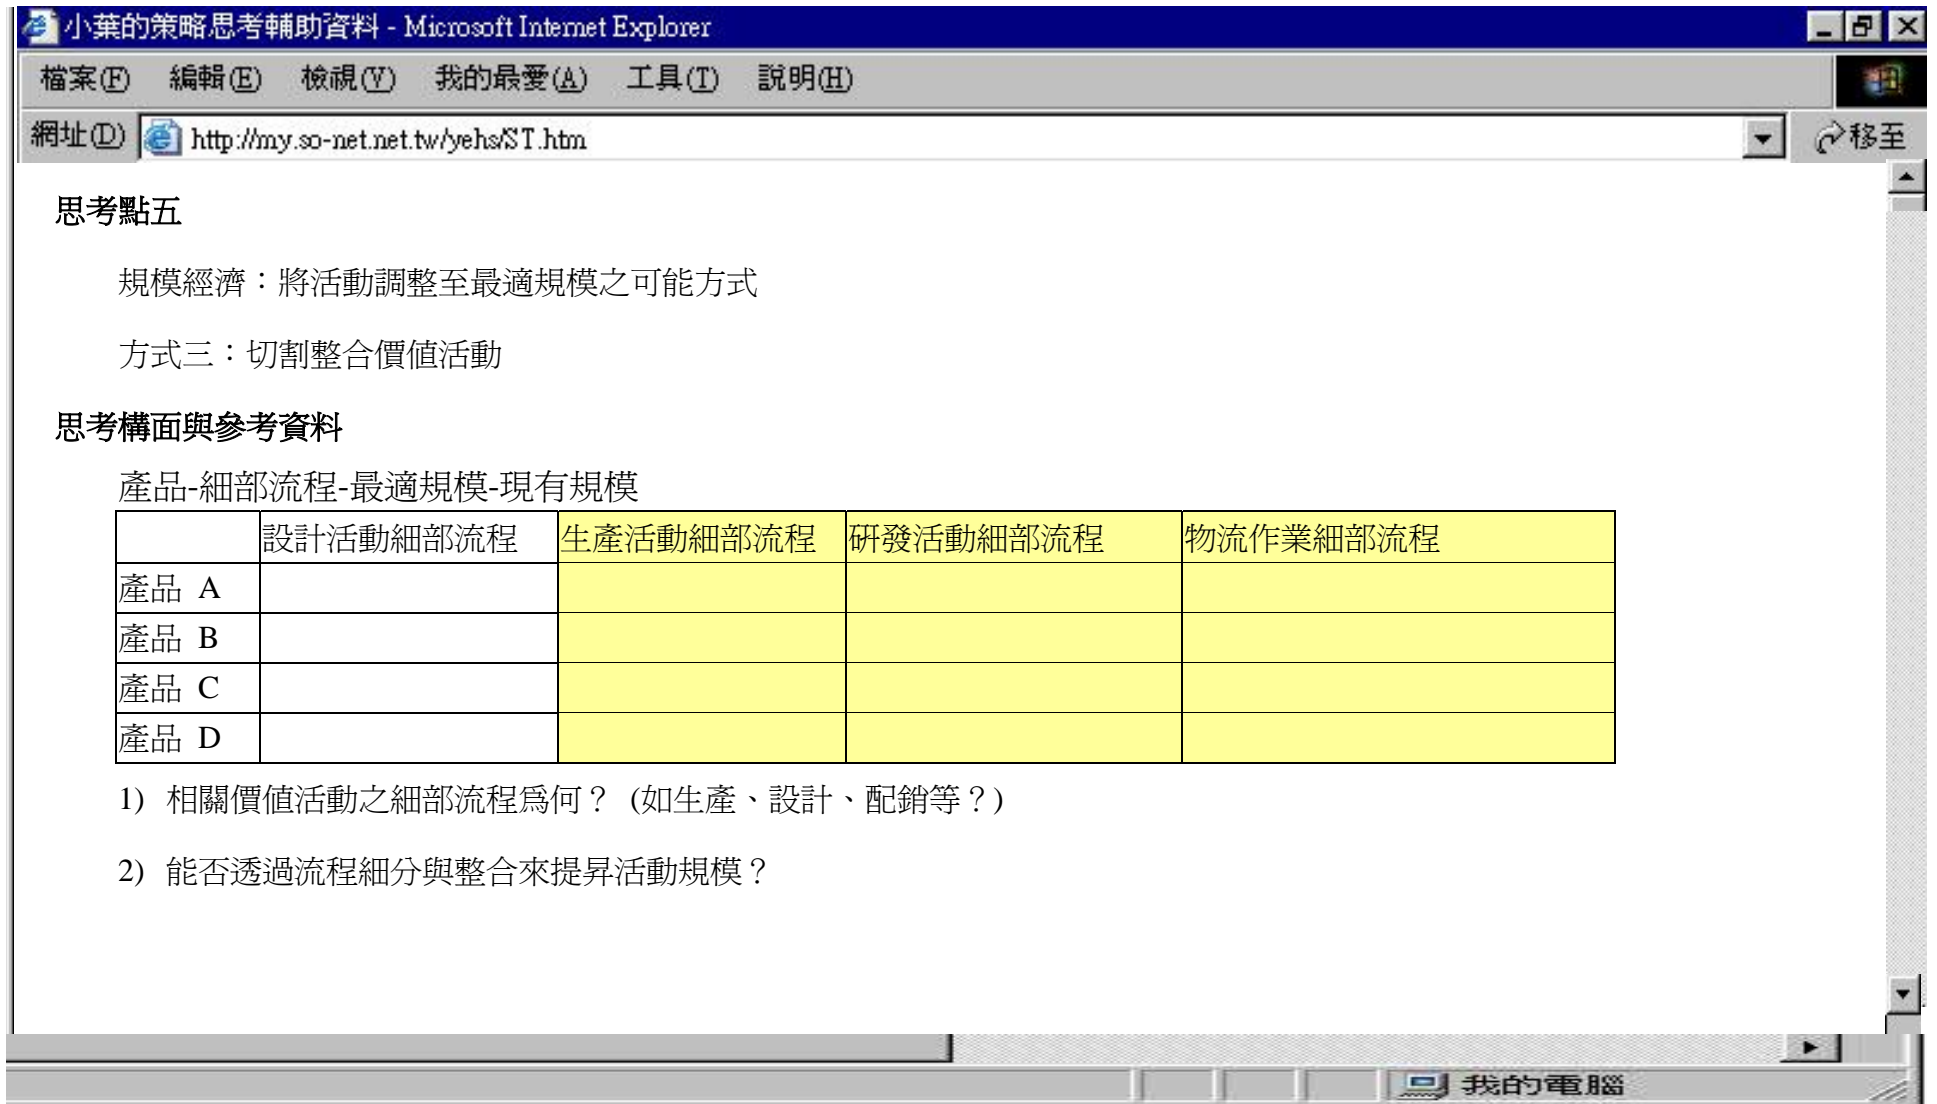 小葉的策略思考輔助資料 - Microsoft Internet Explorer
檔案(F) 編輯(E) 檢視(V) 我的最愛(A) 工具(T) 說明(H)
網址(D) http://my.so-net.net.tw/yehs/ST.htm 移至
思考點五
規模經濟：將活動調整至最適規模之可能方式
方式三：切割整合價值活動
思考構面與參考資料
產品-細部流程-最適規模-現有規模
設計活動細部流程 生產活動細部流程 研發活動細部流程 物流作業細部流程
產品 A
產品 B
產品 C
產品 D
1) 相關價值活動之細部流程為何？ (如生產、設計、配銷等？)
2) 能否透過流程細分與整合來提昇活動規模？
我的電腦